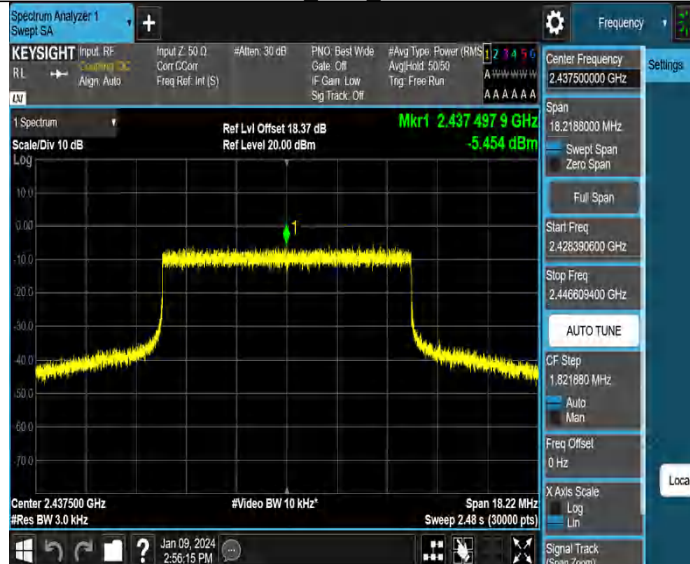 Spectrum Analyzer 1
Swept SA
Frequency
KEYSIGHT
RL
Input: RF
Coupling: DC
Align: Auto
Input Z: 50 Ω
Corr CCorr
Freq Ref: Int (S)
#Atten: 30 dB
PNO: Best Wide
Gate: Off
IF Gain: Low
Sig Track: Off
#Avg Type: Power (RMS
Avg|Hold: 50/50
Trig: Free Run
1 2 3 4 5 6
A W W W W W
A A A A A A
1 Spectrum
Scale/Div 10 dB
Log
Ref Lvl Offset 18.37 dB
Ref Level 20.00 dBm
Mkr1 2.437 497 9 GHz
-5.454 dBm
10.0
0.00
-10.0
-20.0
-30.0
-40.0
-50.0
-60.0
-70.0
1
Center 2.437500 GHz
#Res BW 3.0 kHz
#Video BW 10 kHz*
Span 18.22 MHz
Sweep 2.48 s (30000 pts)
Center Frequency
2.437500000 GHz
Span
18.2188000 MHz
Swept Span
Zero Span
Full Span
Start Freq
2.428390600 GHz
Stop Freq
2.446609400 GHz
AUTO TUNE
CF Step
1.821880 MHz
Auto
Man
Freq Offset
0 Hz
X Axis Scale
Log
Lin
Signal Track
(Span Zoom)
Settings
Loca
?
Jan 09, 2024
2:56:15 PM